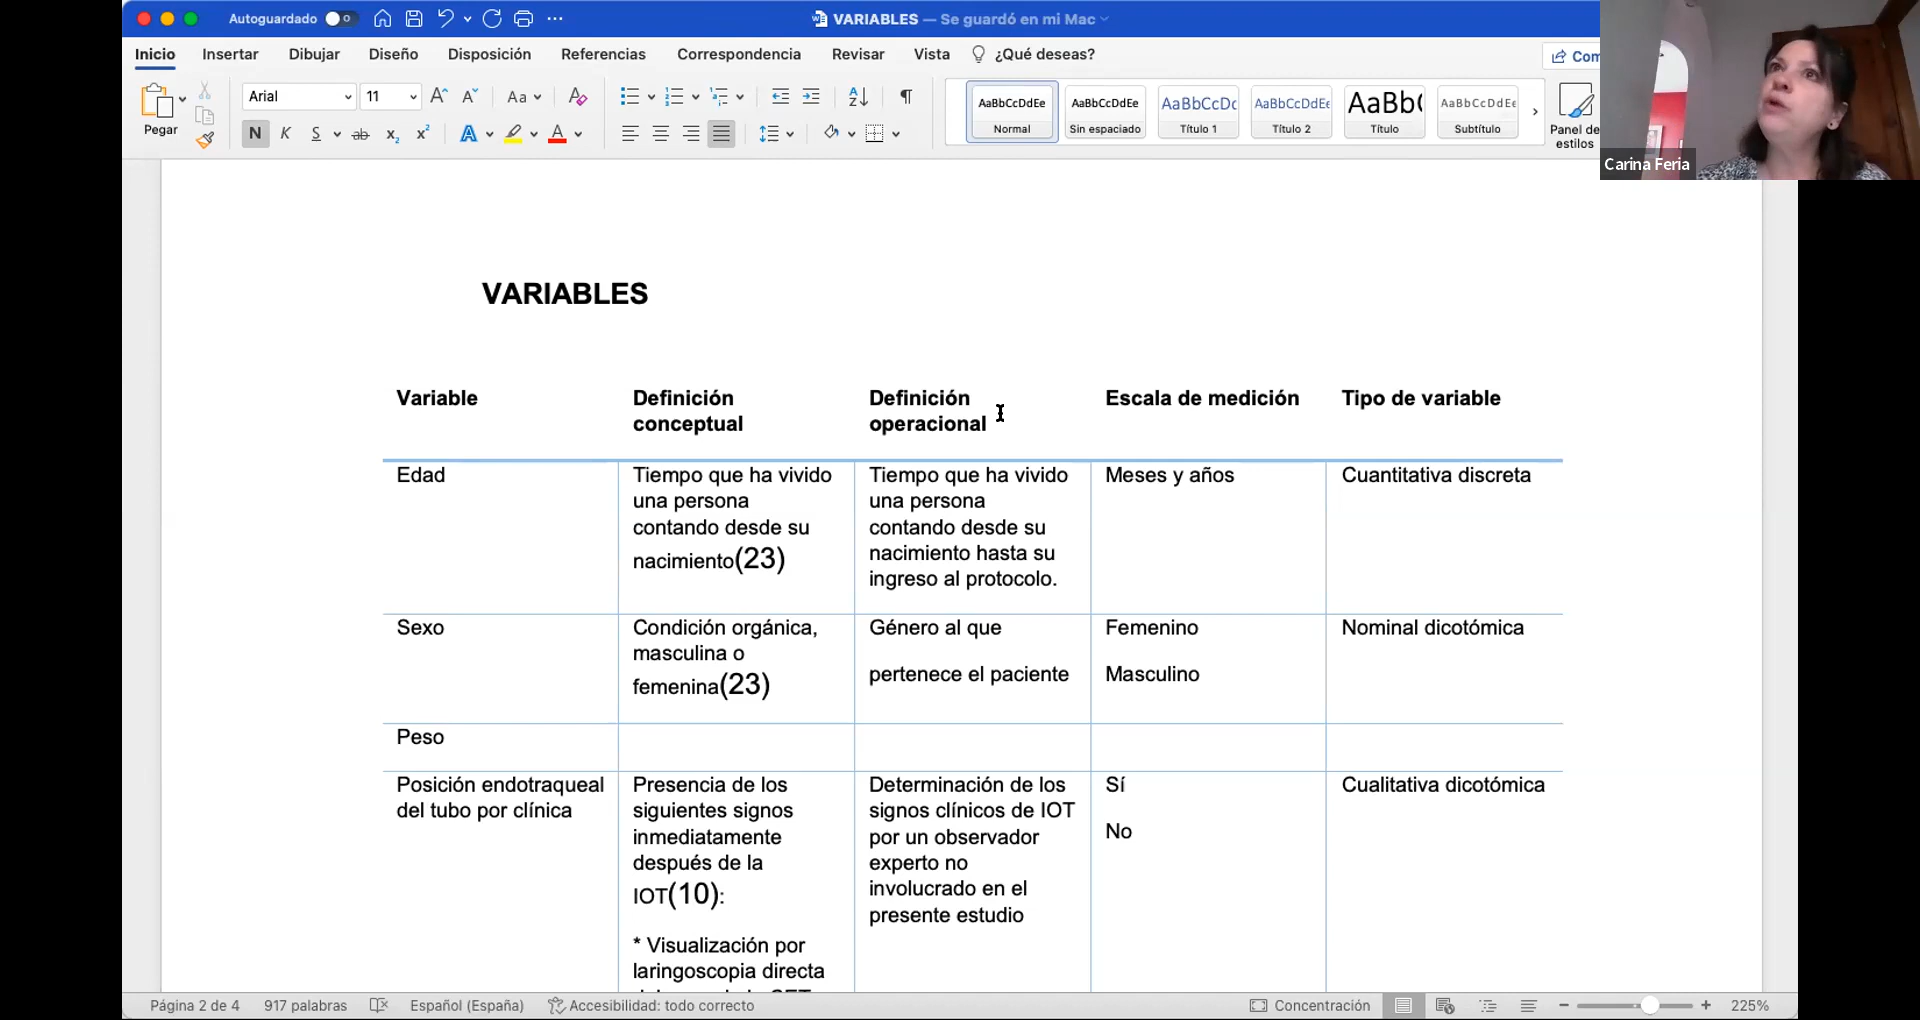 Autoguardado
VARIABLES — Se guardó en mi Mac
Inicio Insertar Dibujar Diseño Disposición Referencias Correspondencia Revisar Vista ¿Qué deseas? Com
Pegar
Arial 11 Aa
N K S ab x₂ x² A A
AaBbCcDdEe
Normal
AaBbCcDdEe
Sin espaciado
AaBbCcDc
Título 1
AaBbCcDdEe
Título 2
AaBb(
Título
AaBbCcDdEe
Subtítulo
Panel de
estilos
Carina Feria
VARIABLES
Variable
Definición
conceptual
Definición
operacional
Escala de medición
Tipo de variable
Edad
Tiempo que ha vivido
una persona
contando desde su
nacimiento(23)
Tiempo que ha vivido
una persona
contando desde su
nacimiento hasta su
ingreso al protocolo.
Meses y años
Cuantitativa discreta
Sexo
Condición orgánica,
masculina o
femenina(23)
Género al que
pertenece el paciente
Femenino
Masculino
Nominal dicotómica
Peso
Posición endotraqueal
del tubo por clínica
Presencia de los
siguientes signos
inmediatamente
después de la
IOT(10):
* Visualización por
laringoscopia directa
Determinación de los
signos clínicos de IOT
por un observador
experto no
involucrado en el
presente estudio
Sí
No
Cualitativa dicotómica
Página 2 de 4 917 palabras Español (España) Accesibilidad: todo correcto Concentración 225%